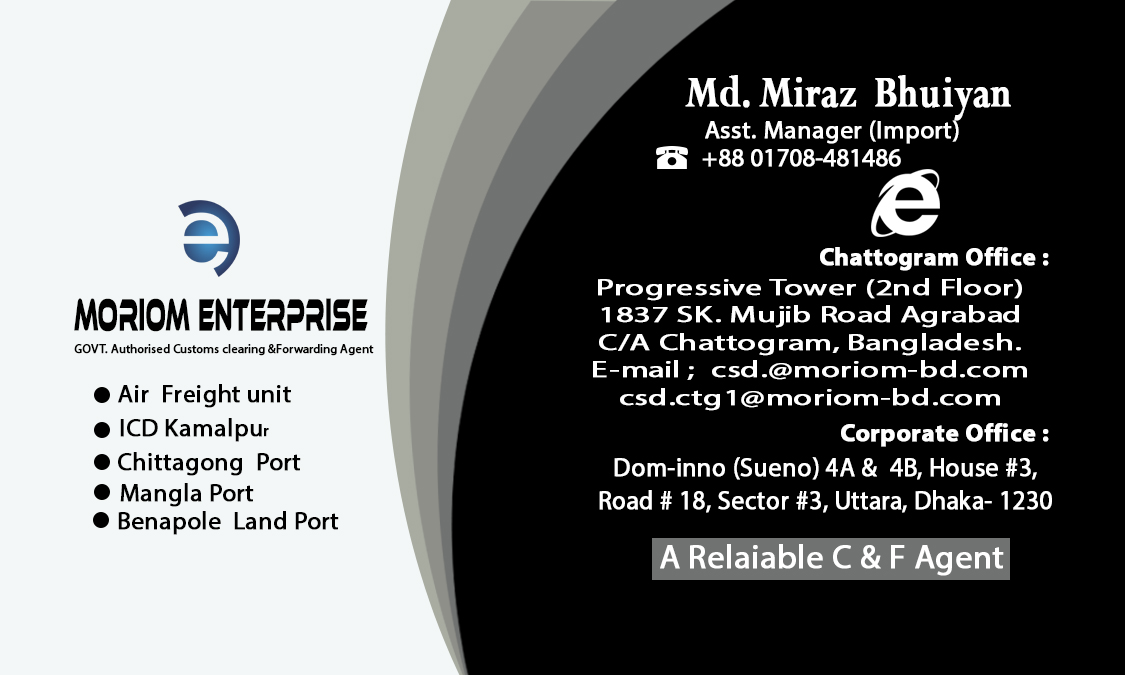 MORIOM ENTERPRISE
GOVT. Authorised Customs clearing &Forwarding Agent
Air Freight unit
ICD Kamalpur
Chittagong Port
Mangla Port
Benapole Land Port
Md. Miraz Bhuiyan
Asst. Manager (Import)
+88 01708-481486
Chattogram Office :
Progressive Tower (2nd Floor)
1837 SK. Mujib Road Agrabad
C/A Chattogram, Bangladesh.
E-mail ; csd.@moriom-bd.com
csd.ctg1@moriom-bd.com
Corporate Office :
Dom-inno (Sueno) 4A & 4B, House #3,
Road # 18, Sector #3, Uttara, Dhaka- 1230
A Relaiable C & F Agent